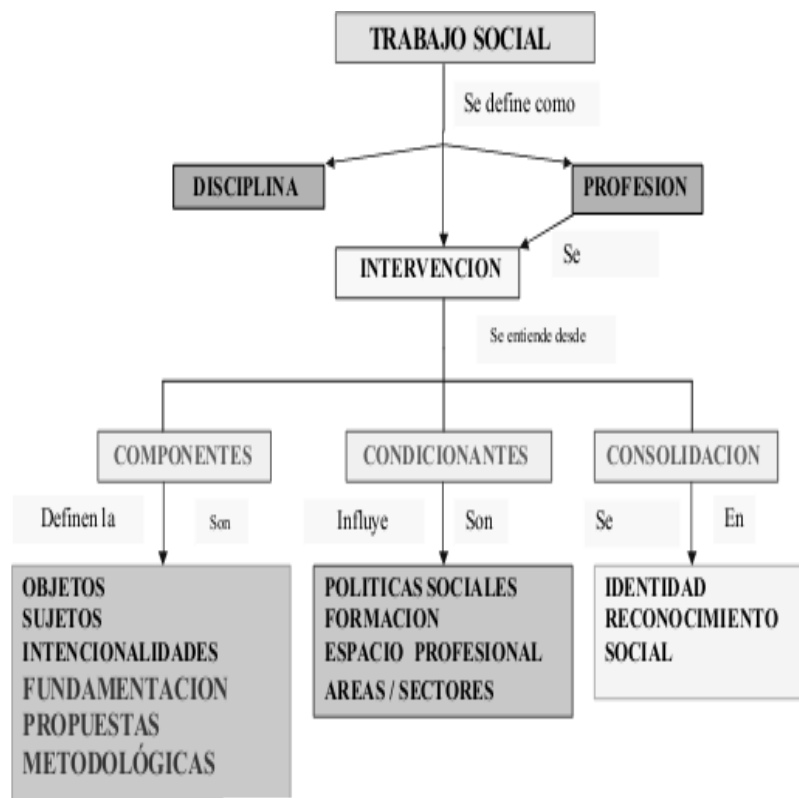 TRABAJO SOCIAL
Se define como
DISCIPLINA
PROFESION
Se
INTERVENCION
Se entiende desde
COMPONENTES
CONDICIONANTES
CONSOLIDACION
Definen la
Son
Influye
Son
Se
En
OBJETOS
SUJETOS
INTENCIONALIDADES
FUNDAMENTACION
PROPUESTAS
METODOLÓGICAS
POLITICAS SOCIALES
FORMACION
ESPACIO PROFESIONAL
AREAS / SECTORES
IDENTIDAD
RECONOCIMIENTO
SOCIAL